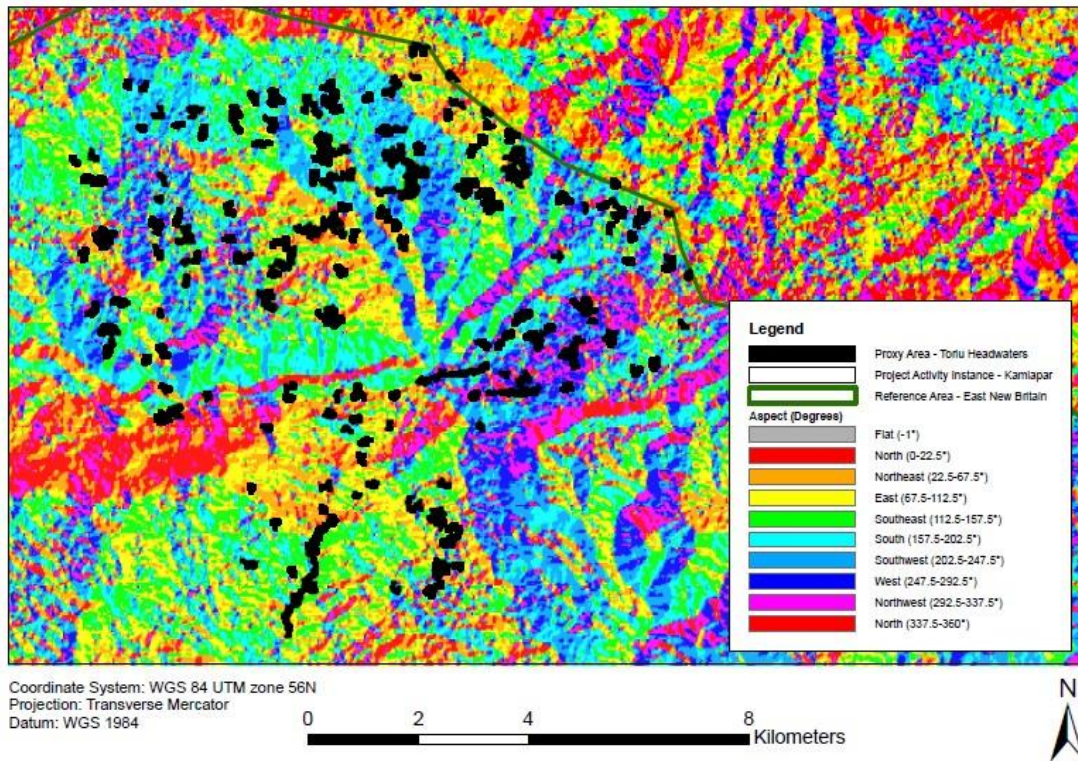 Legend
Proxy Area - Toriu Headwaters
Project Activity Instance - Kamlapar
Reference Area - East New Britain
Aspect (Degrees)
Flat (-1°)
North (0-22.5°)
Northeast (22.5-67.5°)
East (67.5-112.5°)
Southeast (112.5-157.5°)
South (157.5-202.5°)
Southwest (202.5-247.5°)
West (247.5-292.5°)
Northwest (292.5-337.5°)
North (337.5-360°)
Coordinate System: WGS 84 UTM zone 56N
Projection: Transverse Mercator
Datum: WGS 1984
0 2 4 8
Kilometers
N